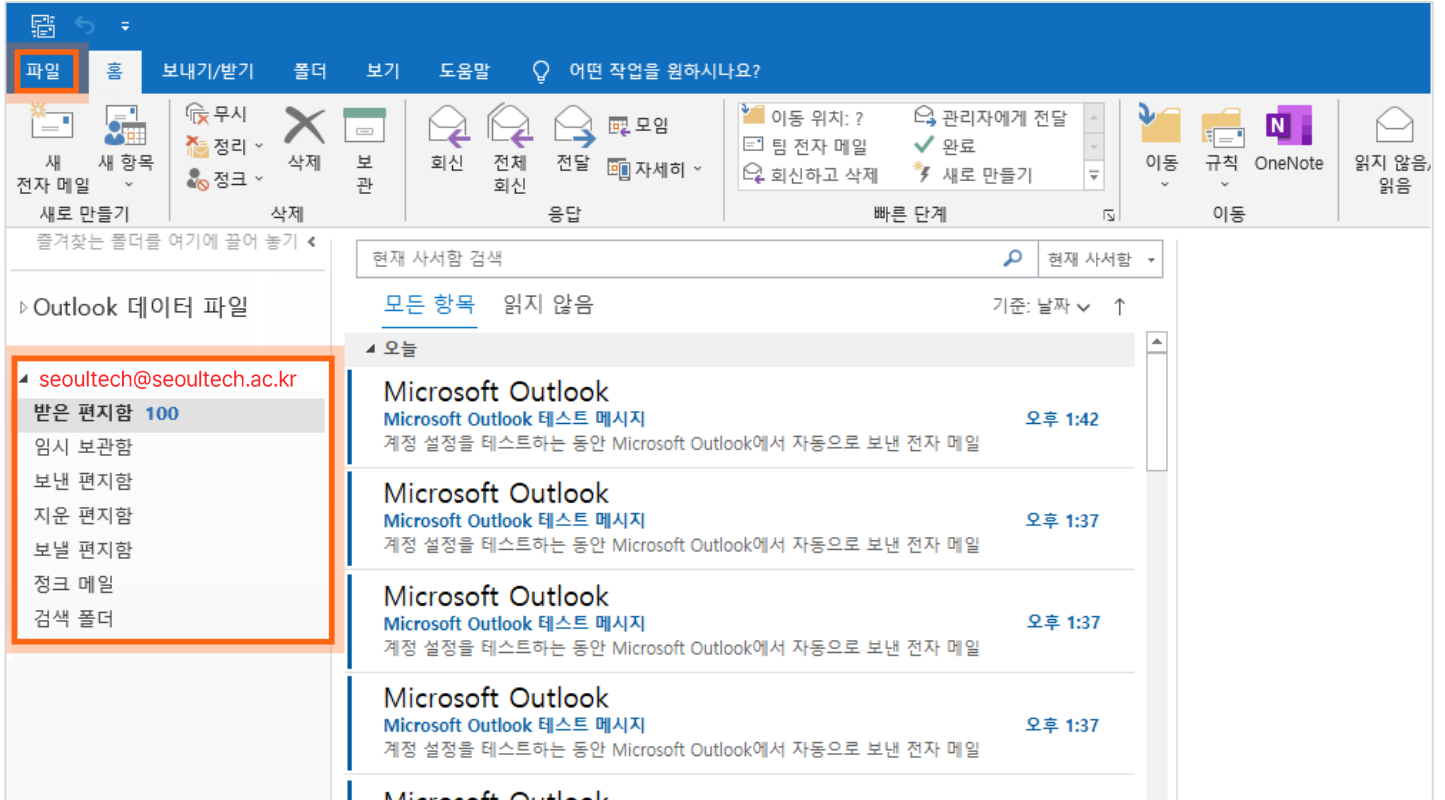 파일 홈 보내기/받기 폴더 보기 도움말 어떤 작업을 원하시나요?
새 전자 메일
새 항목
새로 만들기
무시
정리
정크
삭제
보관
삭제
회신
전체 회신
전달
모임
자세히
응답
이동 위치: ?
팀 전자 메일
회신하고 삭제
관리자에게 전달
완료
새로 만들기
빠른 단계
이동
규칙
OneNote
이동
읽지 않음/
읽음
즐겨찾는 폴더를 여기에 끌어 놓기
Outlook 데이터 파일
seoultech@seoultech.ac.kr
받은 편지함 100
임시 보관함
보낸 편지함
지운 편지함
보낼 편지함
정크 메일
검색 폴더
현재 사서함 검색 현재 사서함
모든 항목 읽지 않음 기준: 날짜
오늘
Microsoft Outlook
Microsoft Outlook 테스트 메시지 오후 1:42
계정 설정을 테스트하는 동안 Microsoft Outlook에서 자동으로 보낸 전자 메일
Microsoft Outlook
Microsoft Outlook 테스트 메시지 오후 1:37
계정 설정을 테스트하는 동안 Microsoft Outlook에서 자동으로 보낸 전자 메일
Microsoft Outlook
Microsoft Outlook 테스트 메시지 오후 1:37
계정 설정을 테스트하는 동안 Microsoft Outlook에서 자동으로 보낸 전자 메일
Microsoft Outlook
Microsoft Outlook 테스트 메시지 오후 1:37
계정 설정을 테스트하는 동안 Microsoft Outlook에서 자동으로 보낸 전자 메일
Microsoft Outlook